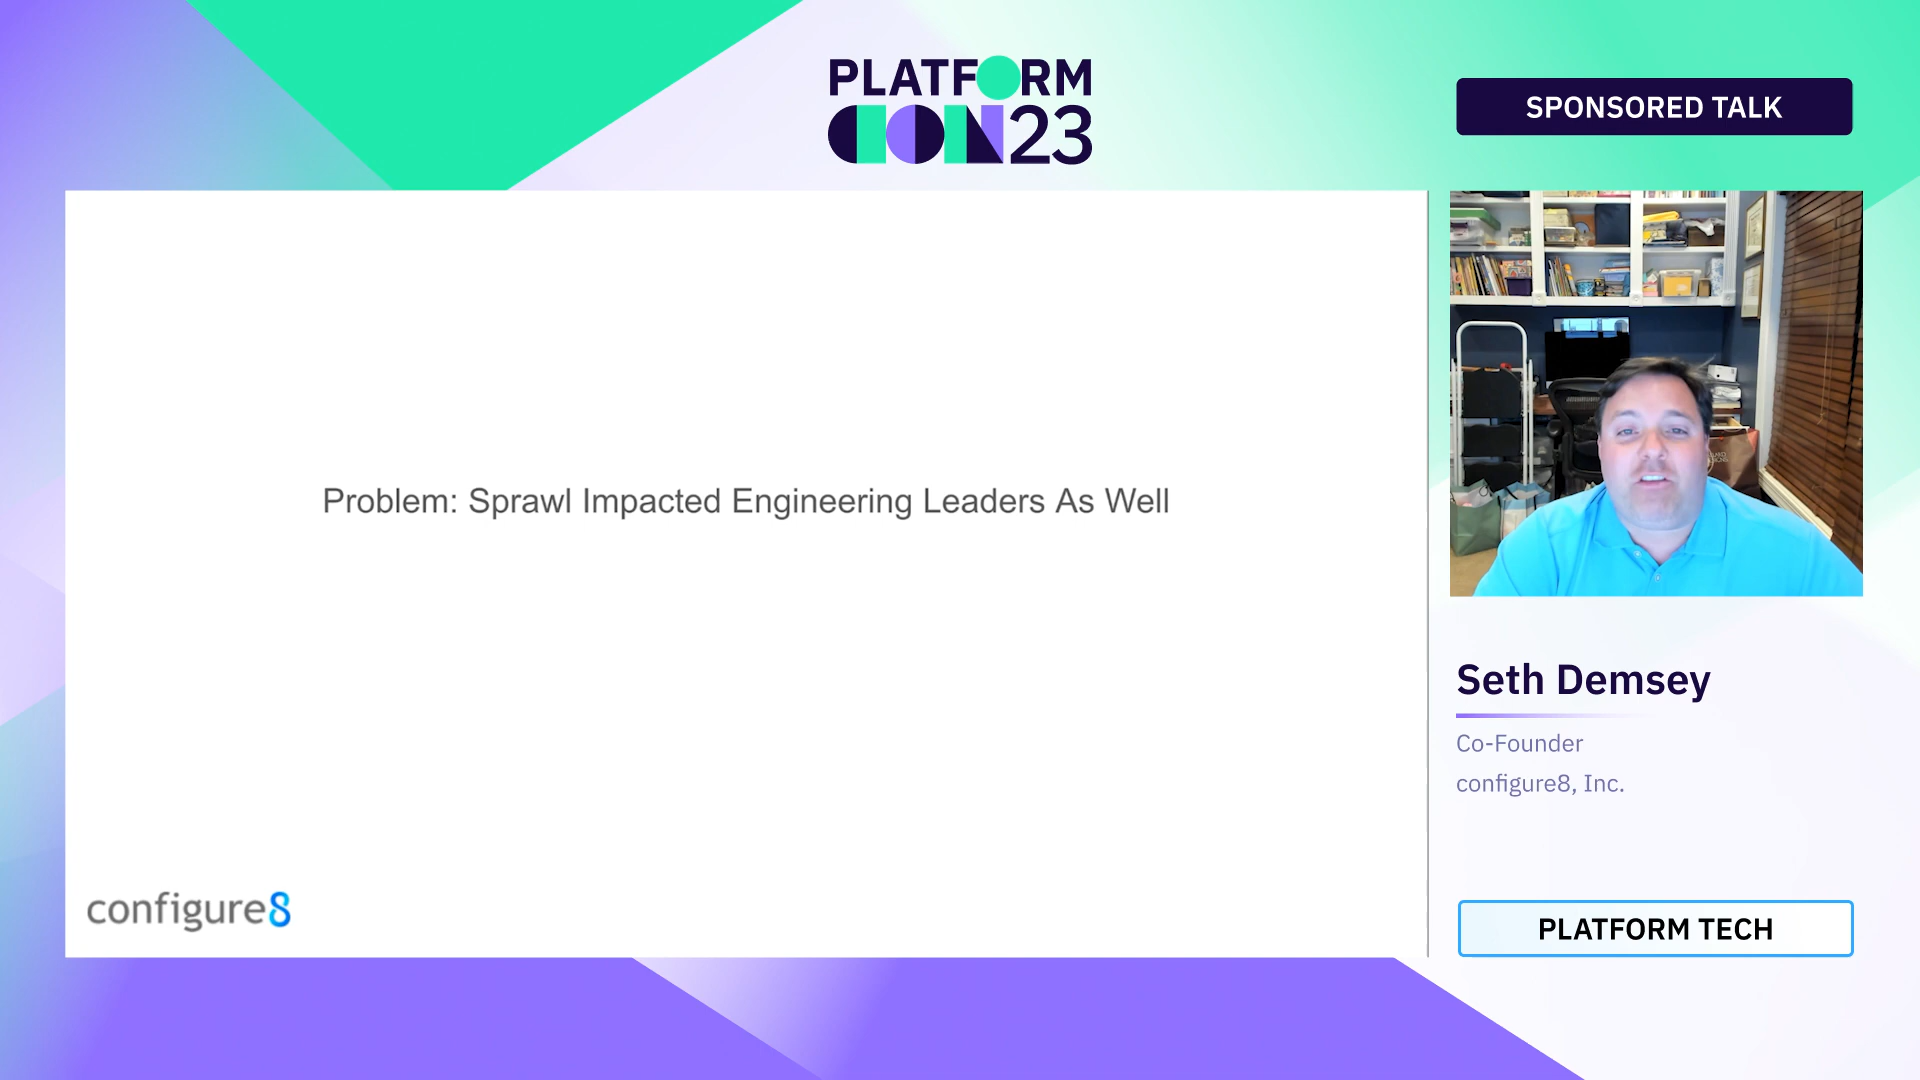 PLATFORM
CON23
SPONSORED TALK
Problem: Sprawl Impacted Engineering Leaders As Well
configure8
Seth Demsey
Co-Founder
configure8, Inc.
PLATFORM TECH